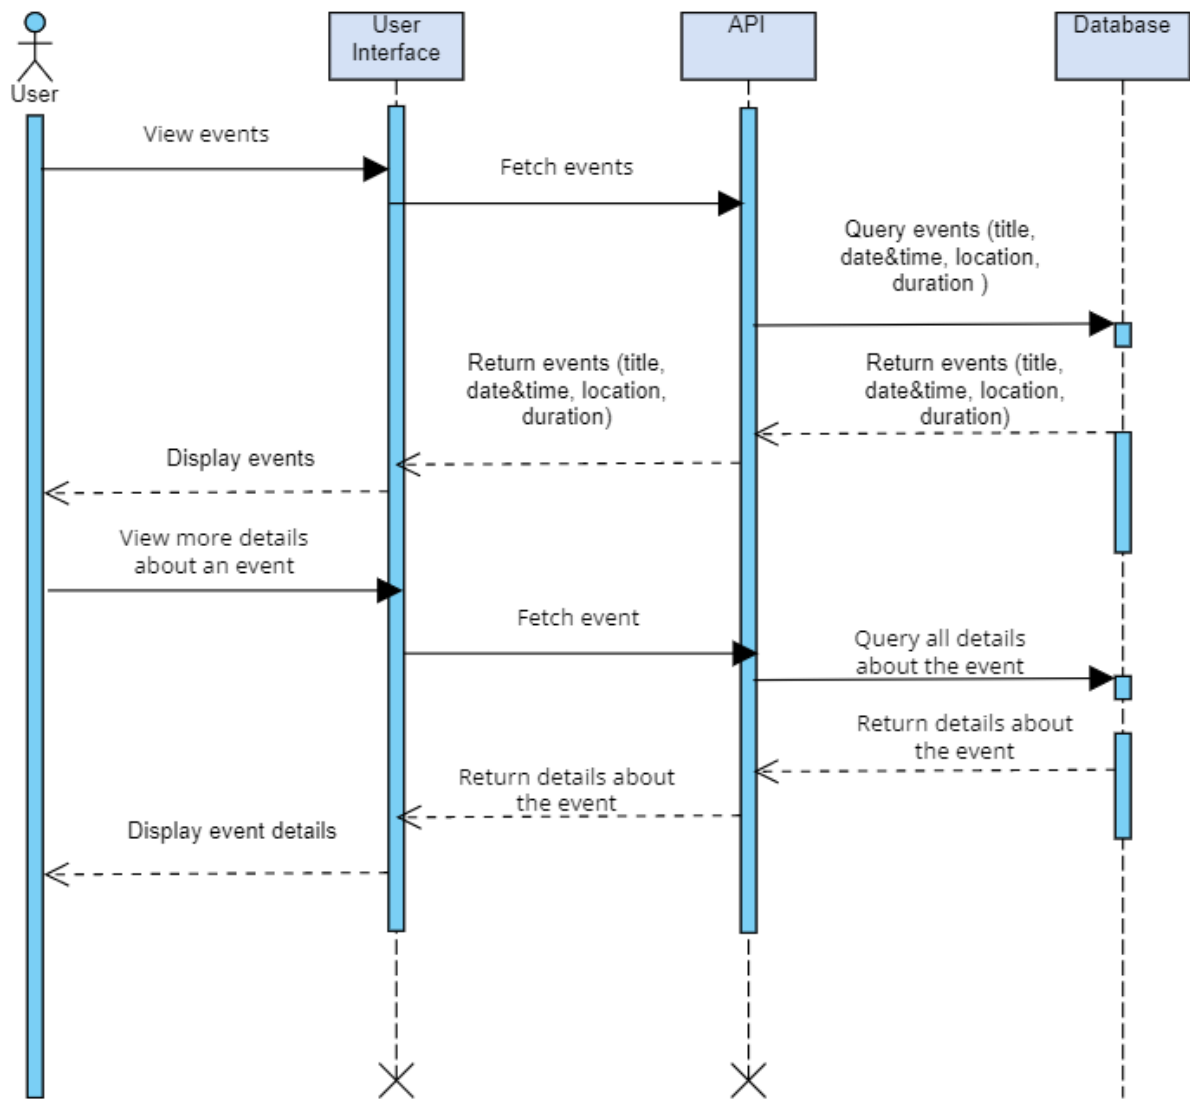 User
User
Interface
API
Database
View events
Fetch events
Query events (title,
date&time, location,
duration )
Return events (title,
date&time, location,
duration)
Return events (title,
date&time, location,
duration)
Display events
View more details
about an event
Fetch event
Query all details
about the event
Return details about
the event
Return details about
the event
Display event details